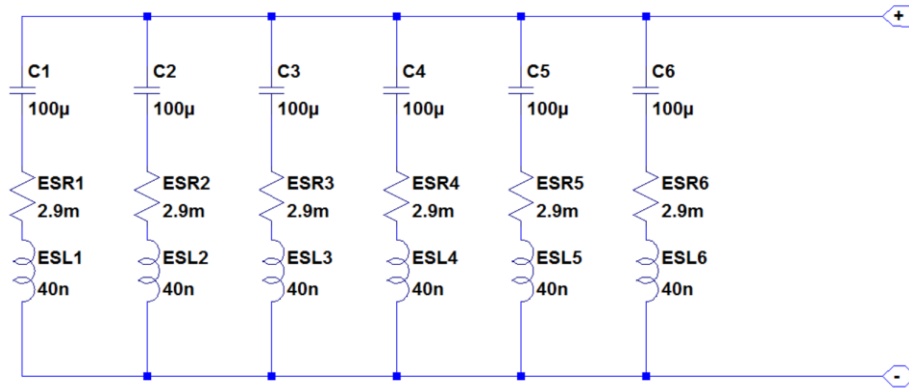 +
C1 C2 C3 C4 C5 C6
100µ 100µ 100µ 100µ 100µ 100µ
ESR1 ESR2 ESR3 ESR4 ESR5 ESR6
2.9m 2.9m 2.9m 2.9m 2.9m 2.9m
ESL1 ESL2 ESL3 ESL4 ESL5 ESL6
40n 40n 40n 40n 40n 40n
-